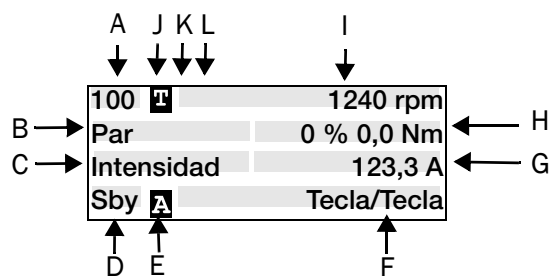 A J K L I
100 T 1240 rpm
B Par 0 % 0,0 Nm H
C Intensidad 123,3 A G
Sby A Tecla/Tecla
D E F